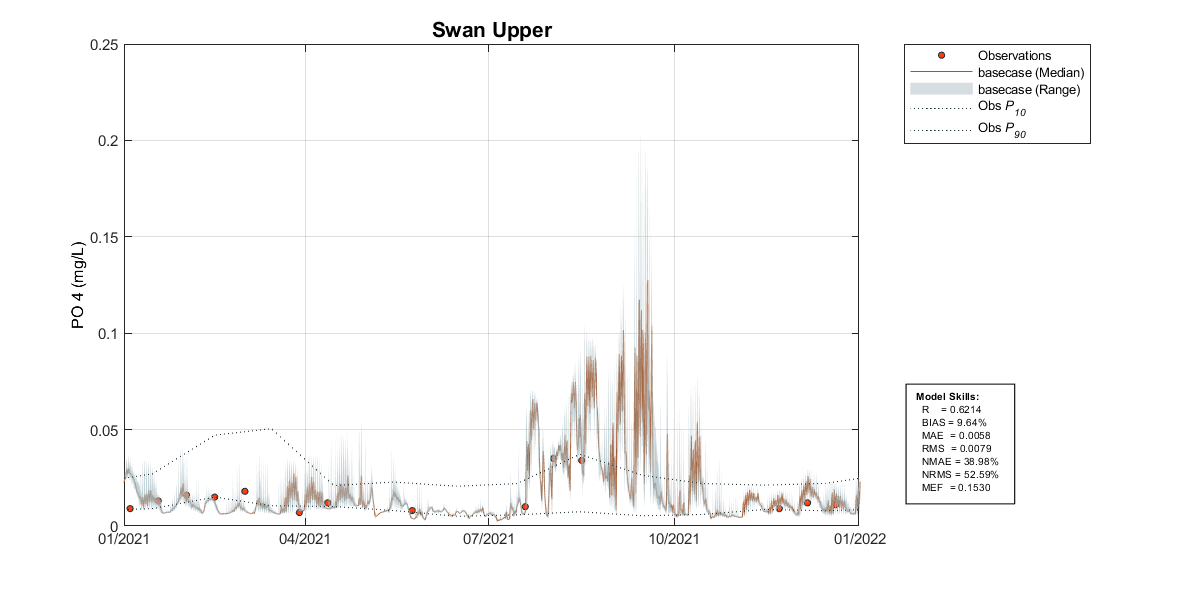 Swan Upper
0.25
0.2
0.15
0.1
0.05
0
PO 4 (mg/L)
01/2021
04/2021
07/2021
10/2021
01/2022
Observations
basecase (Median)
basecase (Range)
Obs P10
Obs P90
Model Skills:
R = 0.6214
BIAS = 9.64%
MAE = 0.0058
RMS = 0.0079
NMAE = 38.98%
NRMS = 52.59%
MEF = 0.1530